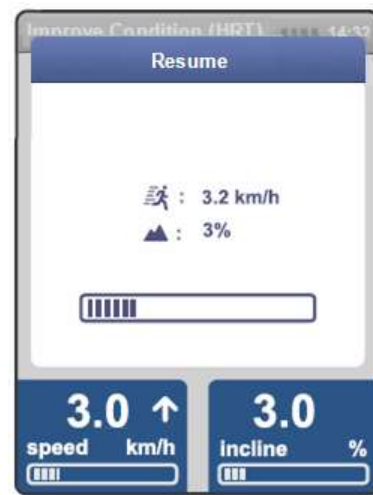 Improve Condition (HRT) 14:32
Resume
: 3.2 km/h
: 3%
3.0 3.0
speed km/h incline %